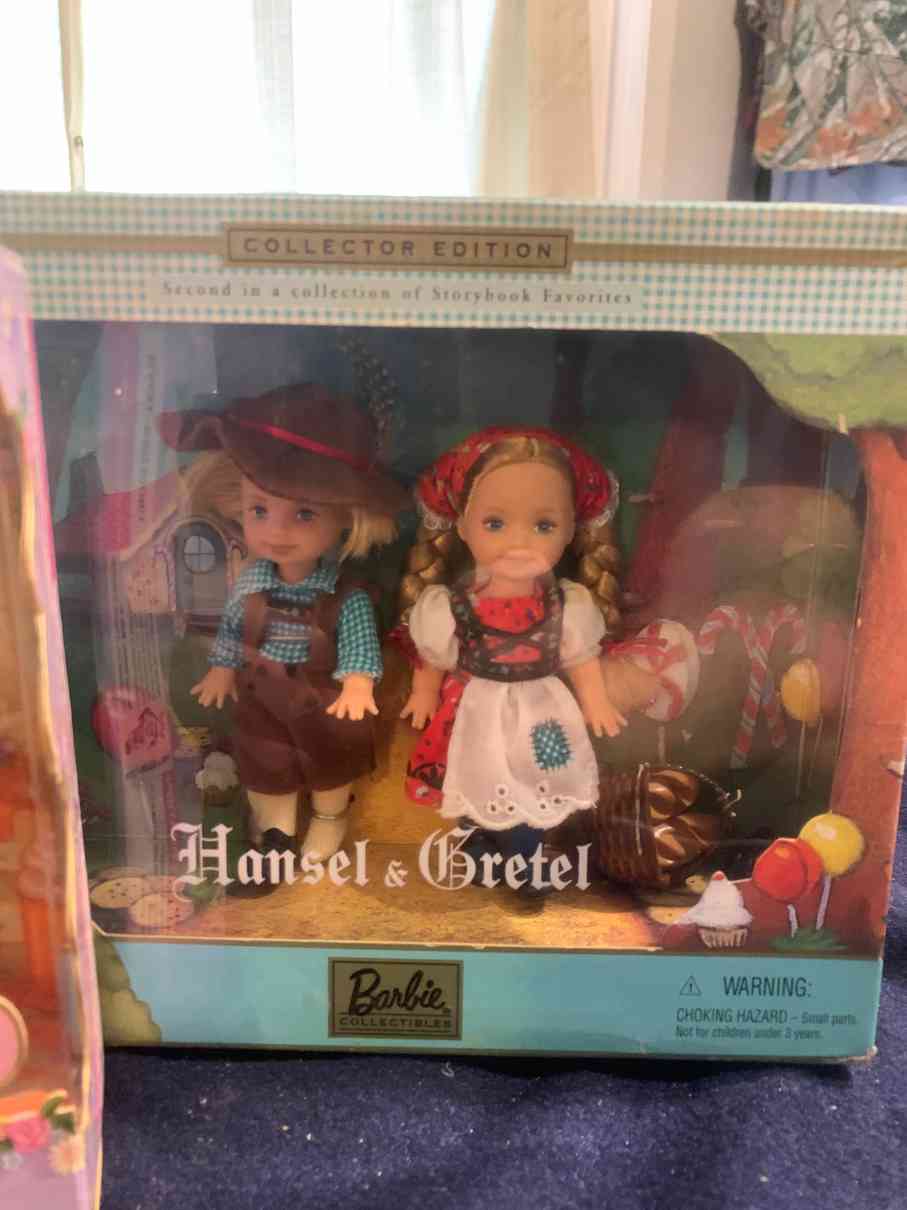 COLLECTOR EDITION
Second in a collection of Storybook Favorites
Hansel & Gretel
Barbie
COLLECTIBLES
WARNING:
CHOKING HAZARD – Small parts.
Not for children under 3 years.